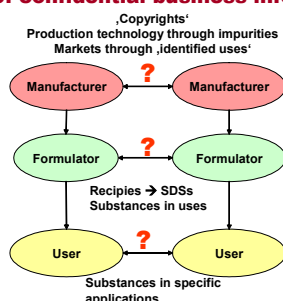 ‚Copyrights‘
Production technology through impurities
Markets through ‚identified uses‘
?
Manufacturer Manufacturer
?
Formulator Formulator
Recipies → SDSs
Substances in uses
?
User User
Substances in specific
applications